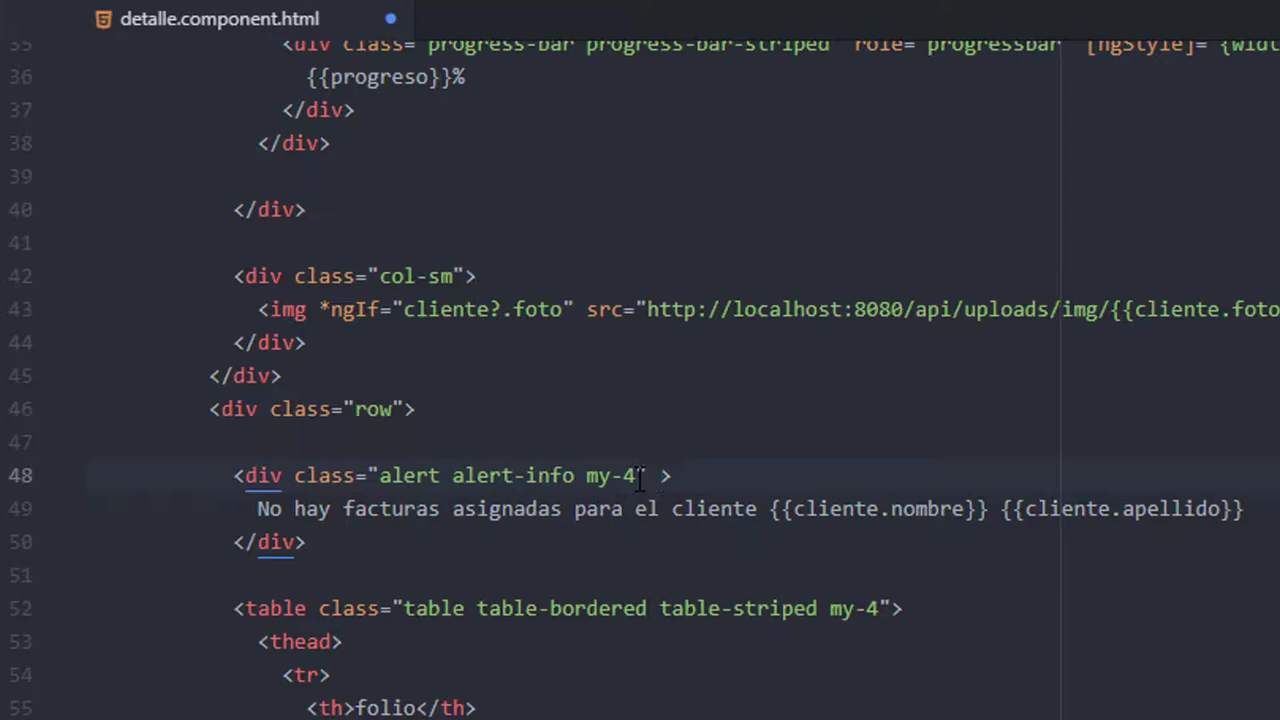 detalle.component.html
35 <div class="progress-bar progress-bar-striped" role="progressbar" [ngStyle]="{
36 {{progreso}}%
37 </div>
38 </div>
39
40 </div>
41
42 <div class="col-sm">
43 <img *ngIf="cliente?.foto" src="http://localhost:8080/api/uploads/img/{{cliente.foto
44 </div>
45 </div>
46 <div class="row">
47
48 <div class="alert alert-info my-4" >
49 No hay facturas asignadas para el cliente {{cliente.nombre}} {{cliente.apellido}}
50 </div>
51
52 <table class="table table-bordered table-striped my-4">
53 <thead>
54 <tr>
55 <th>folio</th>